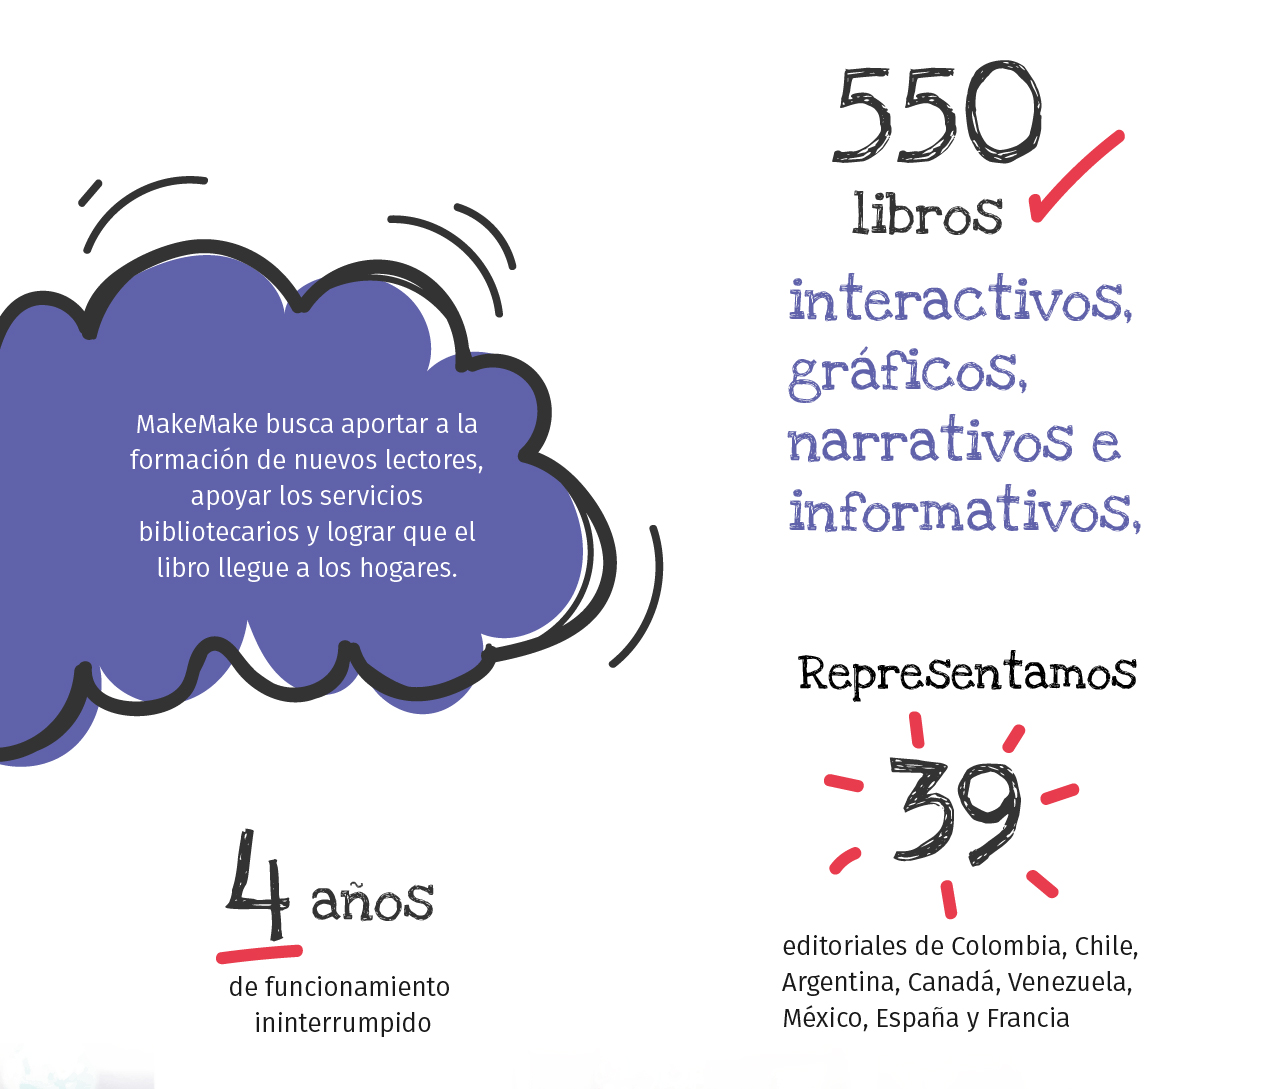 MakeMake busca aportar a la
formación de nuevos lectores,
apoyar los servicios
bibliotecarios y lograr que el
libro llegue a los hogares.
4 años
de funcionamiento
ininterrumpido
550
libros
interactivos,
gráficos,
narrativos e
informativos,
Representamos
39
editoriales de Colombia, Chile,
Argentina, Canadá, Venezuela,
México, España y Francia